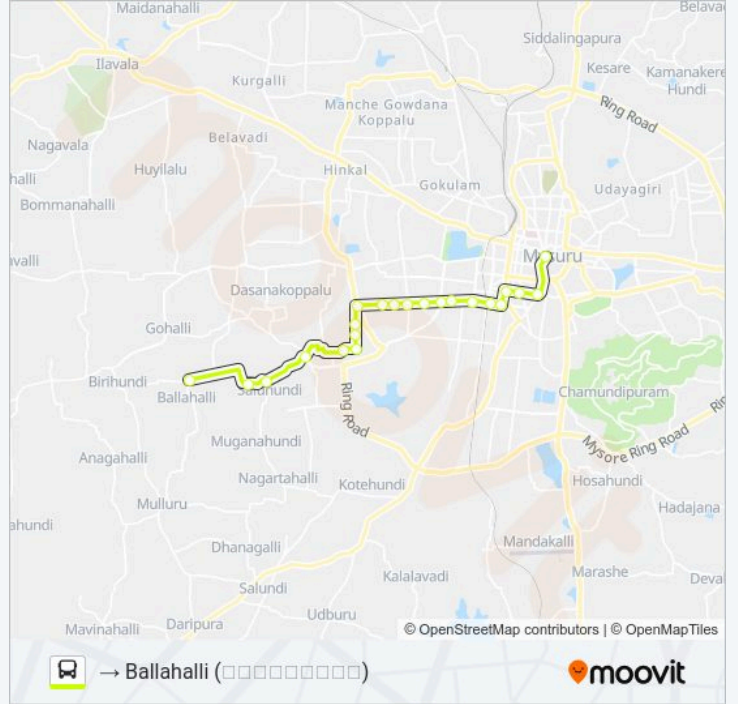 Maidanahalli
Belava
Siddalingapura
Ilavala
Kesare
Kamanakere
Hundi
Kurgalli
Manche Gowdana
Koppalu
Ring Road
Belavadi
Nagavala
Huyilalu
Hinkal
halli
Gokulam
Udayagiri
Bommanahalli
avalli
Mysuru
Dasanakoppalu
Gohalli
Birihundi
Ballahalli
Saluhundi
Chamundipuram
Ring Road
Rin
Mysore Ring Road
Muganahundi
Anagahalli
Nagartahalli
Kotehundi
Hosahundi
Mulluru
Hadajana
ahundi
Mandakalli
Dhanagalli
Kalalavadi
Marashe
Deva
Salundi
Udburu
Mavinahalli
Daripura
© OpenStreetMap contributors | © OpenMapTiles
→ Ballahalli (□□□□□□□□□)
moovit